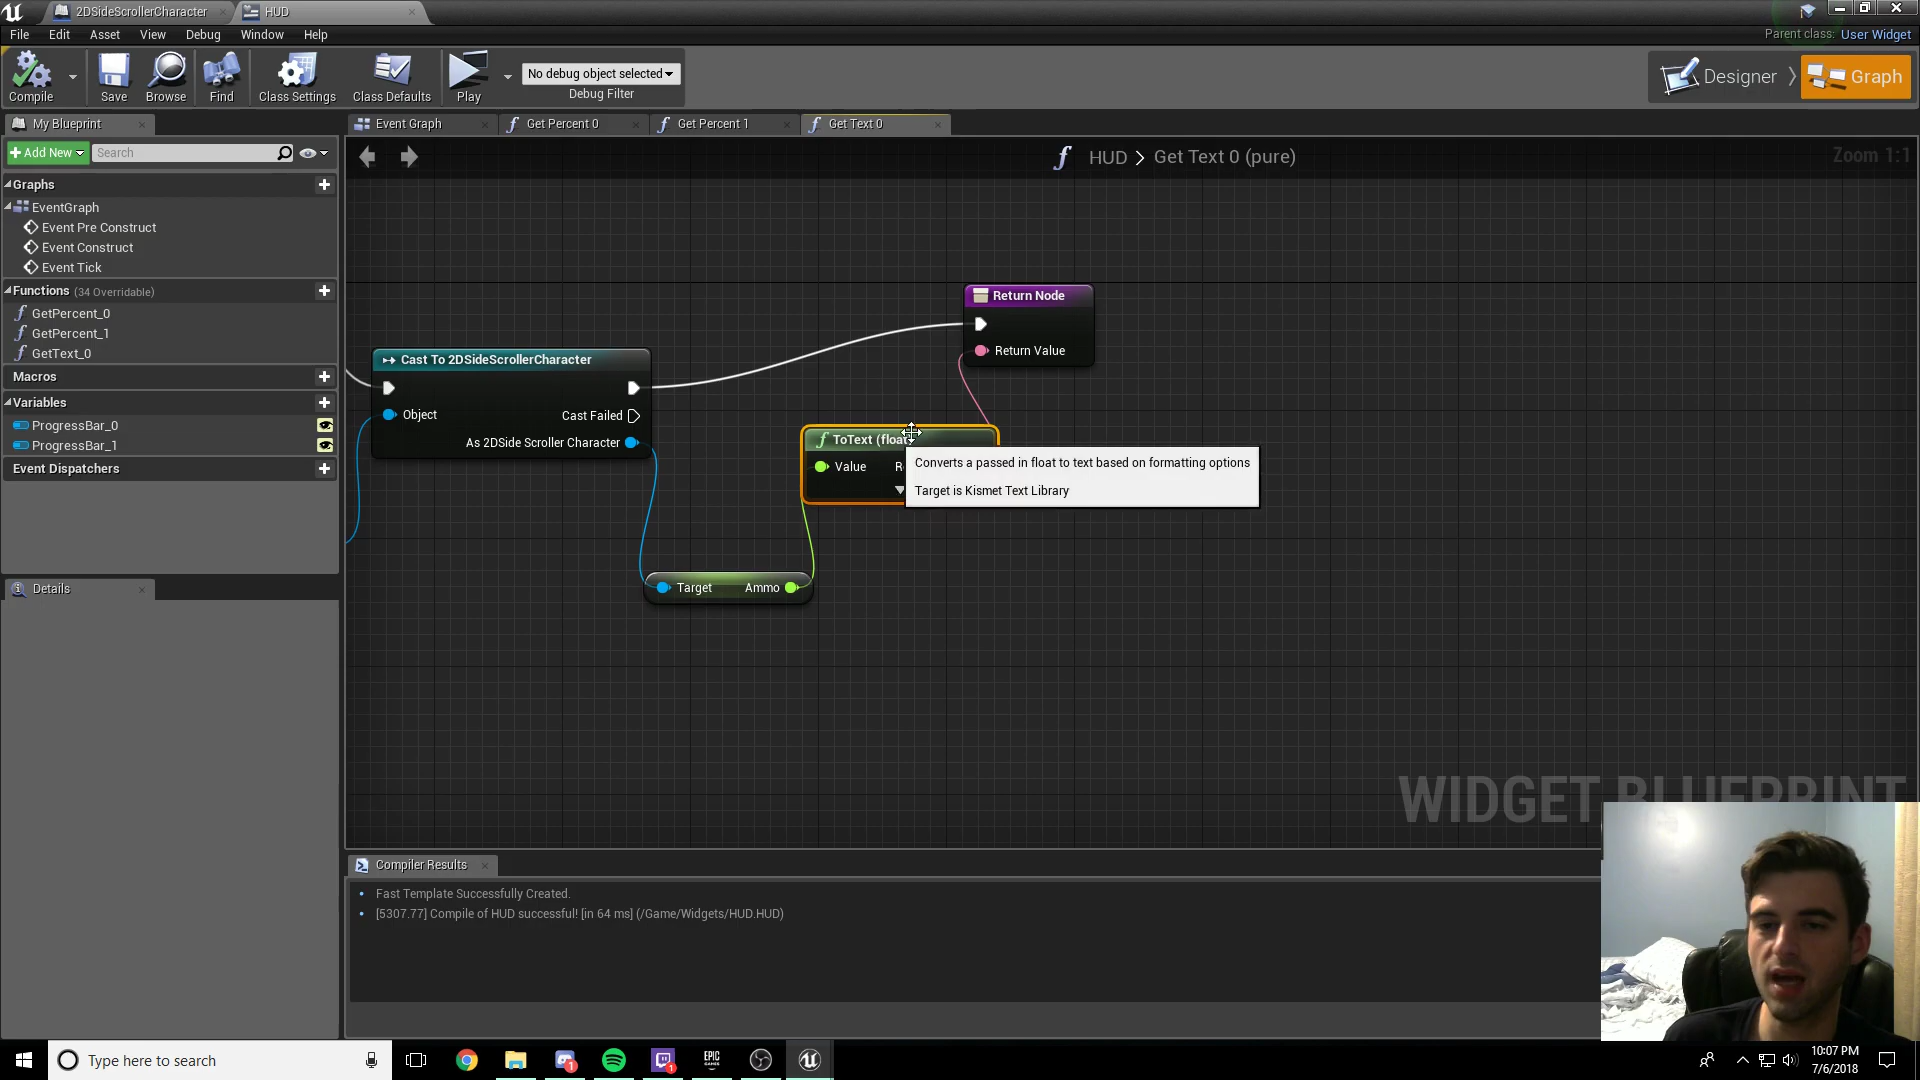 2DSideScrollerCharacter
HUD
File Edit Asset View Debug Window Help
Parent class: User Widget
Compile
Save
Browse
Find
Class Settings
Class Defaults
Play
No debug object selected
Debug Filter
Designer
Graph
My Blueprint
Event Graph
Get Percent 0
Get Percent 1
Get Text 0
Add New
Search
HUD > Get Text 0 (pure)
Zoom 1:1
Graphs
EventGraph
Event Pre Construct
Event Construct
Event Tick
Functions (34 Overridable)
GetPercent_0
GetPercent_1
GetText_0
Macros
Variables
ProgressBar_0
ProgressBar_1
Event Dispatchers
Details
Return Node
Return Value
Cast To 2DSideScrollerCharacter
Object
Cast Failed
As 2DSide Scroller Character
ToText (float
Value R
Converts a passed in float to text based on formatting options
Target is Kismet Text Library
Target Ammo
WIDGET BLUEPRINT
Compiler Results
Fast Template Successfully Created.
[5307.77] Compile of HUD successful! [in 64 ms] (/Game/Widgets/HUD.HUD)
Type here to search
EPIC
GAMES
10:07 PM
7/6/2018